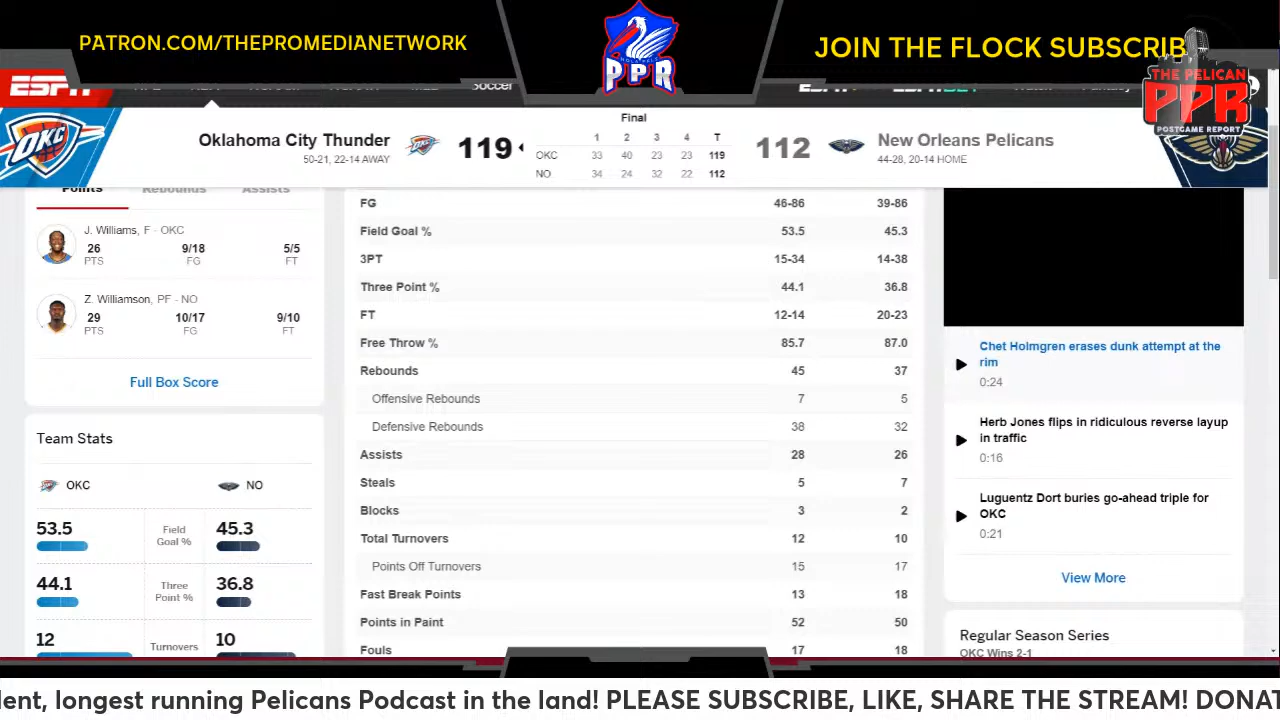 PATRON.COM/THEPROMEDIANETWORK
PPR
JOIN THE FLOCK SUBSCRIB
THE PELICAN
PPR
POSTGAME REPORT
ESPN
Soccer
OKC
Oklahoma City Thunder
50-21, 22-14 AWAY
119
Final
1 2 3 4 T
OKC 33 40 23 23 119
NO 34 24 32 22 112
112
New Orleans Pelicans
44-28, 20-14 HOME
Points Rebounds Assists
J. Williams, F - OKC
26 9/18 5/5
PTS FG FT
Z. Williamson, PF - NO
29 10/17 9/10
PTS FG FT
Full Box Score
Team Stats
OKC NO
53.5 Field Goal % 45.3
44.1 Three Point % 36.8
12 Turnovers 10
FG 46-86 39-86
Field Goal % 53.5 45.3
3PT 15-34 14-38
Three Point % 44.1 36.8
FT 12-14 20-23
Free Throw % 85.7 87.0
Rebounds 45 37
Offensive Rebounds 7 5
Defensive Rebounds 38 32
Assists 28 26
Steals 5 7
Blocks 3 2
Total Turnovers 12 10
Points Off Turnovers 15 17
Fast Break Points 13 18
Points in Paint 52 50
Fouls 17 18
Chet Holmgren erases dunk attempt at the
rim
0:24
Herb Jones flips in ridiculous reverse layup
in traffic
0:16
Luguentz Dort buries go-ahead triple for
OKC
0:21
View More
Regular Season Series
OKC Wins 2-1
lent, longest running Pelicans Podcast in the land! PLEASE SUBSCRIBE, LIKE, SHARE THE STREAM! DONAT